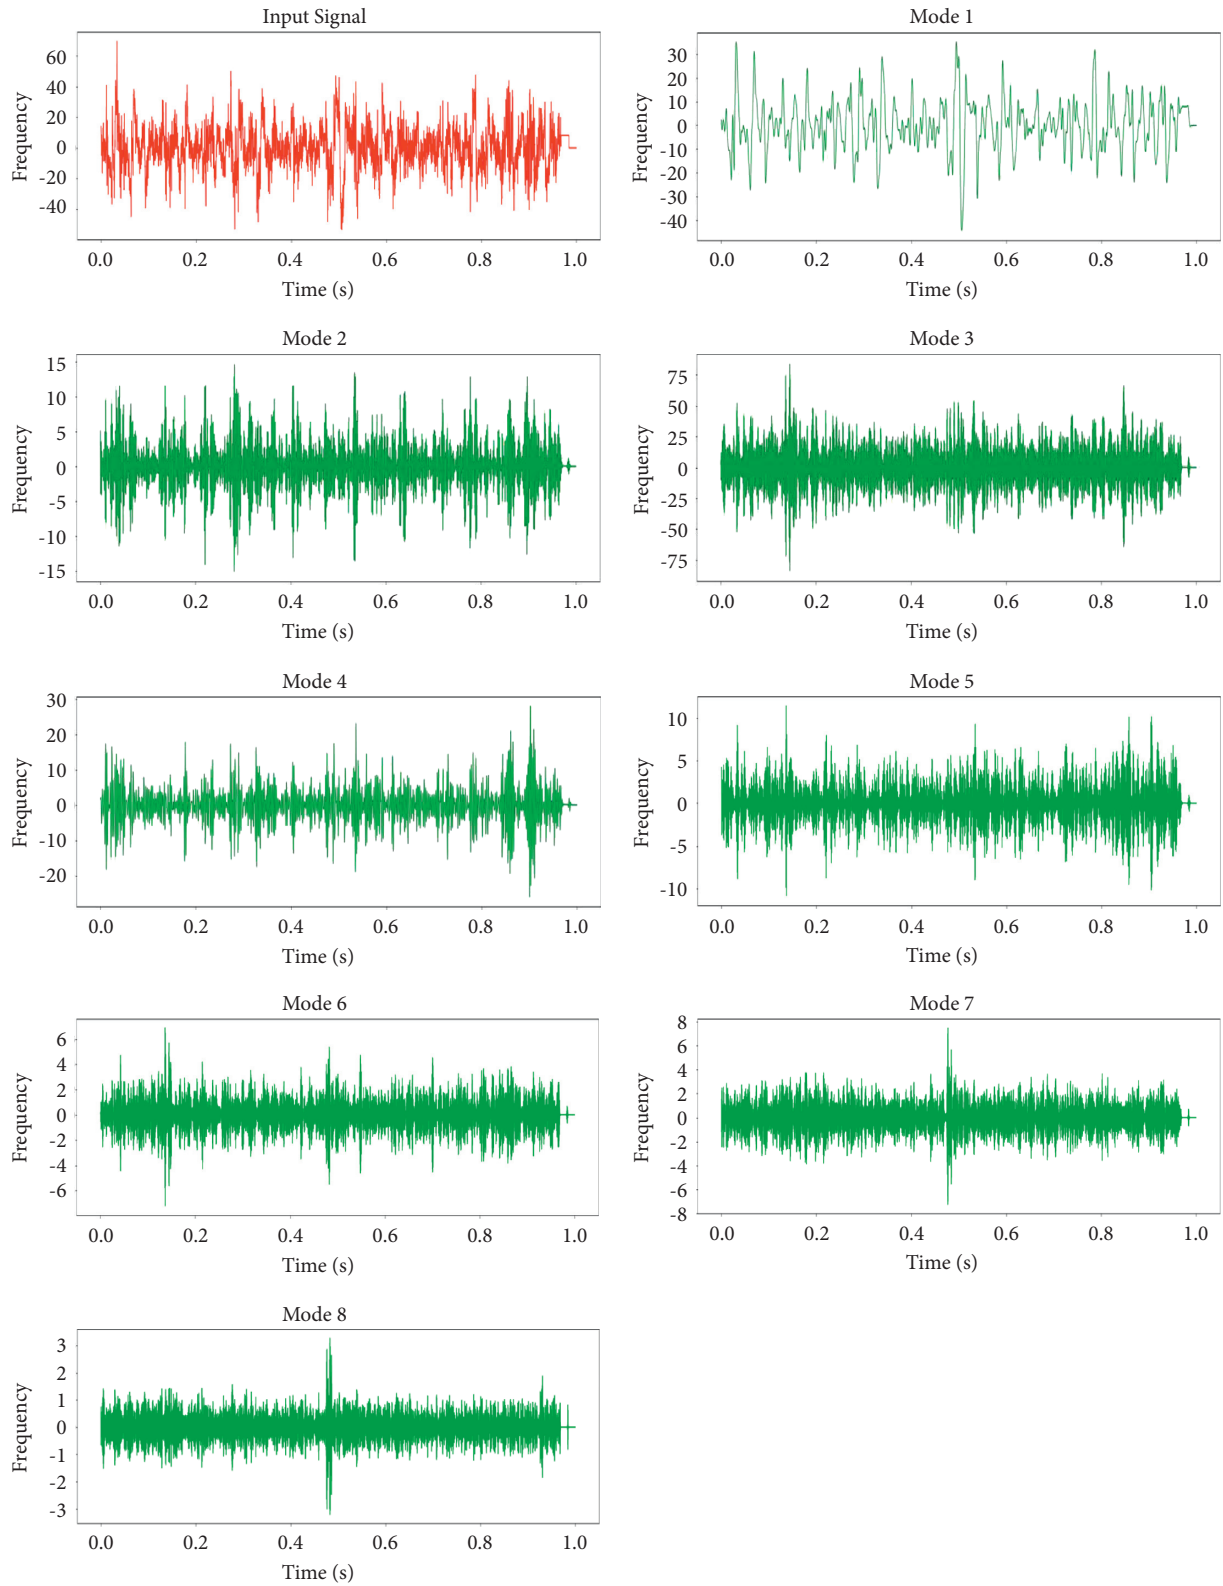 Input Signal
Frequency
60
40
20
0
-20
-40
0.0 0.2 0.4 0.6 0.8 1.0
Time (s)
Mode 1
Frequency
30
20
10
0
-10
-20
-30
-40
0.0 0.2 0.4 0.6 0.8 1.0
Time (s)
Mode 2
Frequency
15
10
5
0
-5
-10
-15
0.0 0.2 0.4 0.6 0.8 1.0
Time (s)
Mode 3
Frequency
75
50
25
0
-25
-50
-75
0.0 0.2 0.4 0.6 0.8 1.0
Time (s)
Mode 4
Frequency
30
20
10
0
-10
-20
0.0 0.2 0.4 0.6 0.8 1.0
Time (s)
Mode 5
Frequency
10
5
0
-5
-10
0.0 0.2 0.4 0.6 0.8 1.0
Time (s)
Mode 6
Frequency
6
4
2
0
-2
-4
-6
0.0 0.2 0.4 0.6 0.8 1.0
Time (s)
Mode 7
Frequency
8
6
4
2
0
-2
-4
-6
-8
0.0 0.2 0.4 0.6 0.8 1.0
Time (s)
Mode 8
Frequency
3
2
1
0
-1
-2
-3
0.0 0.2 0.4 0.6 0.8 1.0
Time (s)